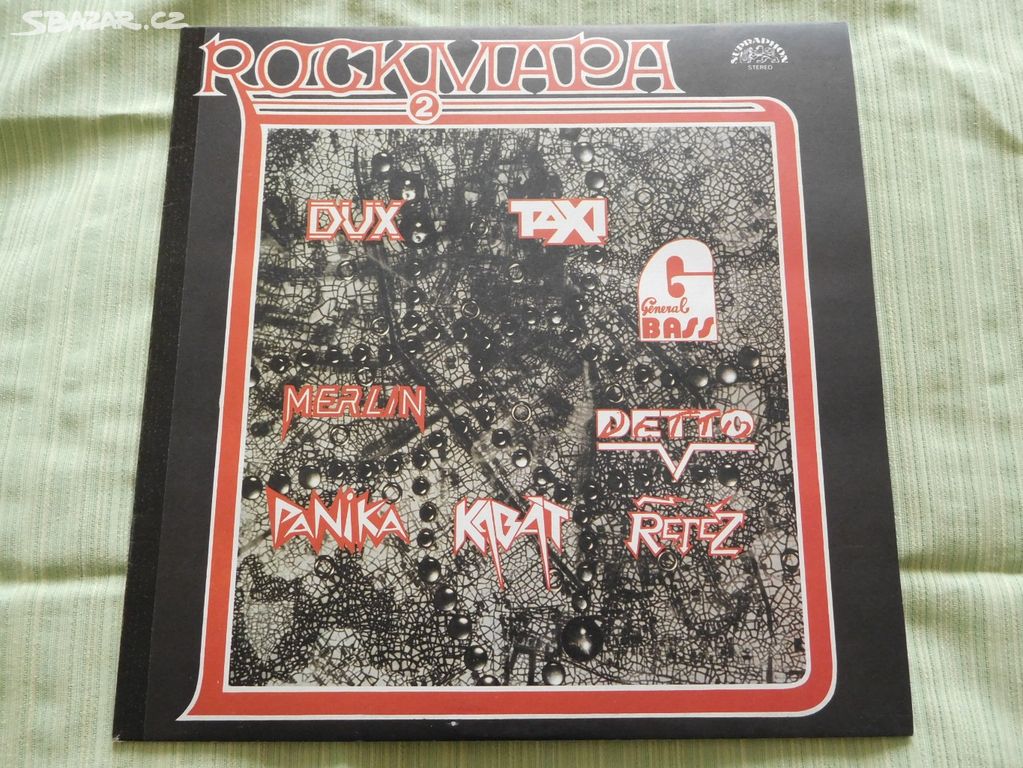 SBAZAR.CZ
ROCKMAPA
2
SUPRAPHON
STEREO
DUX
TAXI
G
General
BASS
MERLIN
DETTO
PANiKA
KABÁT
ŘETĚZ